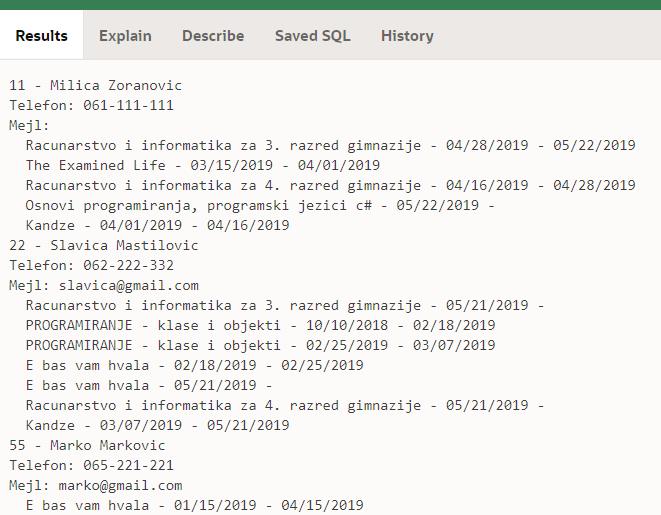 Results Explain Describe Saved SQL History
11 - Milica Zoranovic
Telefon: 061-111-111
Mejl:
Racunarstvo i informatika za 3. razred gimnazije - 04/28/2019 - 05/22/2019
The Examined Life - 03/15/2019 - 04/01/2019
Racunarstvo i informatika za 4. razred gimnazije - 04/16/2019 - 04/28/2019
Osnovi programiranja, programski jezici c# - 05/22/2019 -
Kandze - 04/01/2019 - 04/16/2019
22 - Slavica Mastilovic
Telefon: 062-222-332
Mejl: slavica@gmail.com
Racunarstvo i informatika za 3. razred gimnazije - 05/21/2019 -
PROGRAMIRANJE - klase i objekti - 10/10/2018 - 02/18/2019
PROGRAMIRANJE - klase i objekti - 02/25/2019 - 03/07/2019
E bas vam hvala - 02/18/2019 - 02/25/2019
E bas vam hvala - 05/21/2019 -
Racunarstvo i informatika za 4. razred gimnazije - 05/21/2019 -
Kandze - 03/07/2019 - 05/21/2019
55 - Marko Markovic
Telefon: 065-221-221
Mejl: marko@gmail.com
E bas vam hvala - 01/15/2019 - 04/15/2019